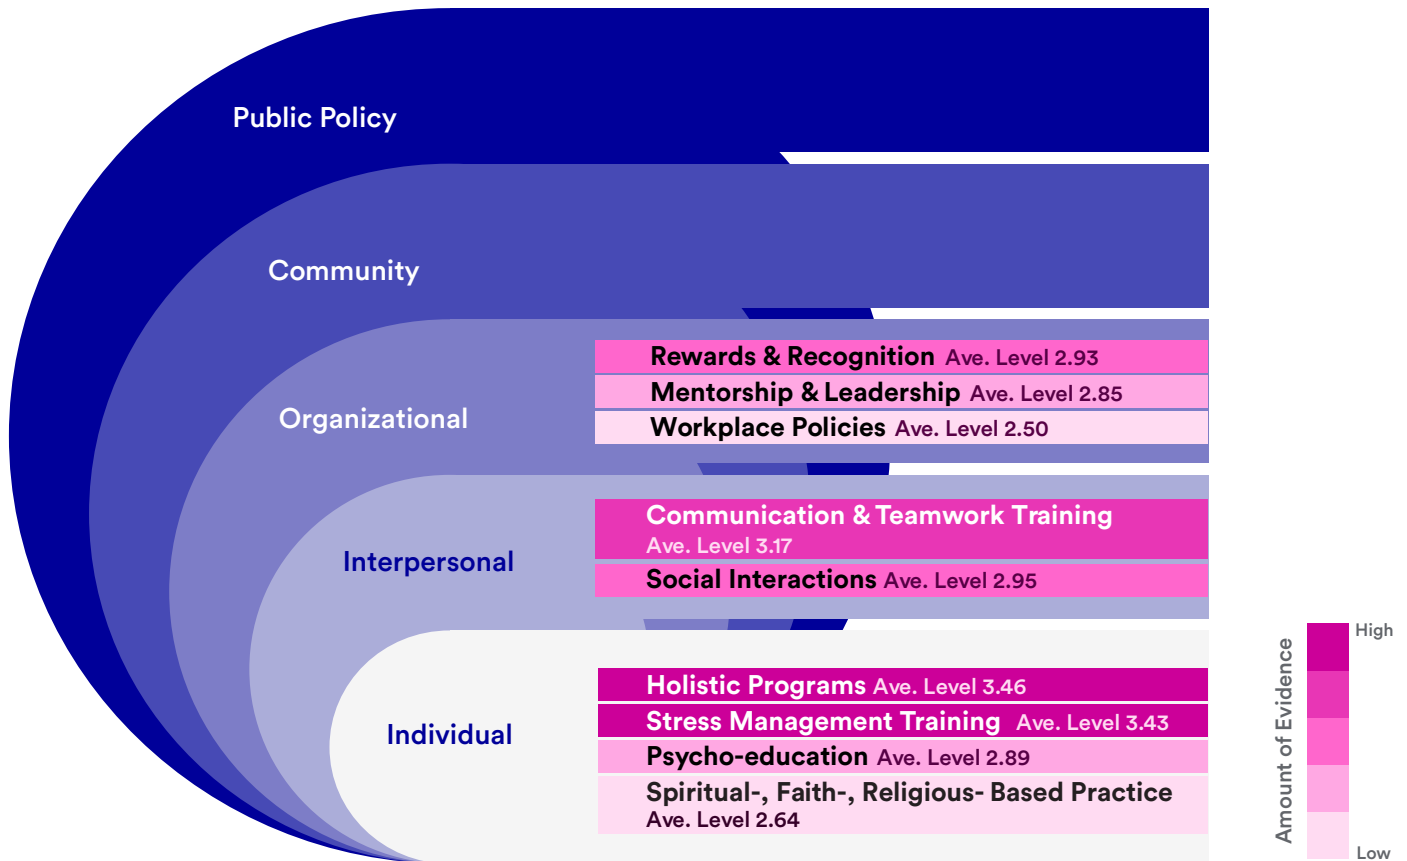 Public Policy
Community
Organizational
Rewards & Recognition Ave. Level 2.93
Mentorship & Leadership Ave. Level 2.85
Workplace Policies Ave. Level 2.50
Interpersonal
Communication & Teamwork Training
Ave. Level 3.17
Social Interactions Ave. Level 2.95
Individual
Holistic Programs Ave. Level 3.46
Stress Management Training Ave. Level 3.43
Psycho-education Ave. Level 2.89
Spiritual-, Faith-, Religious- Based Practice
Ave. Level 2.64
Amount of Evidence
High
Low